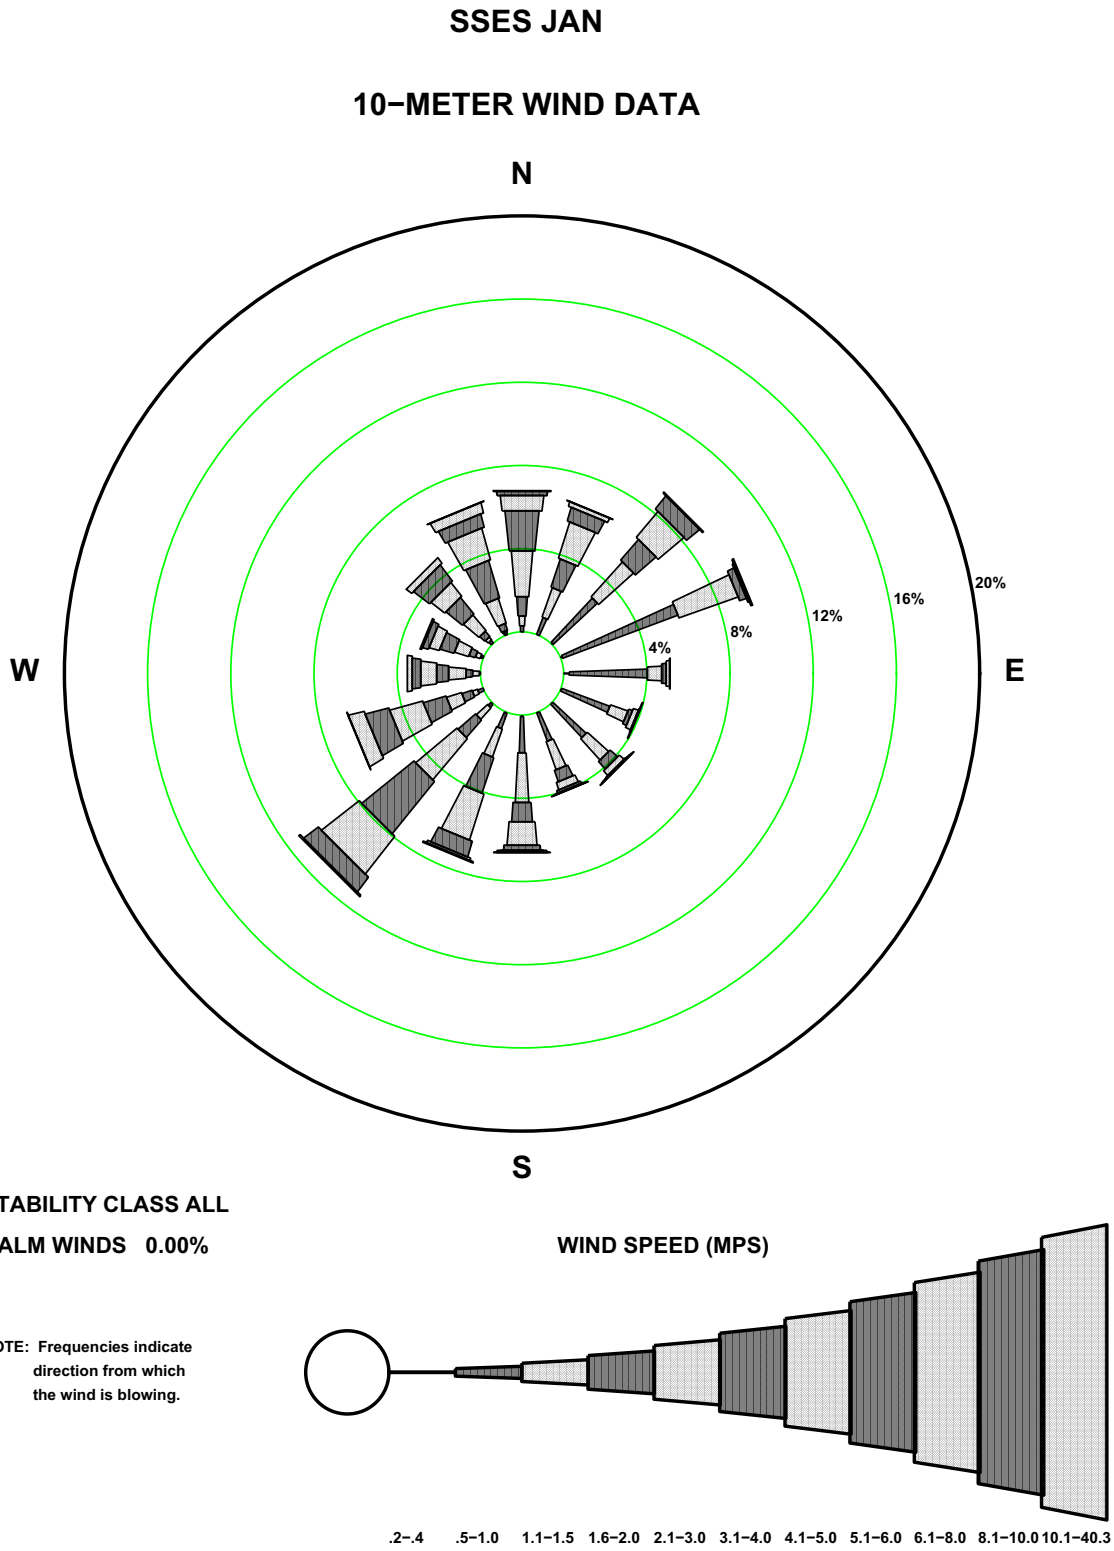 SSES JAN
10−METER WIND DATA
N
20%
16%
12%
8%
4%
W
E
S
TABILITY CLASS ALL
ALM WINDS 0.00%
WIND SPEED (MPS)
OTE: Frequencies indicate
direction from which
the wind is blowing.
.2−.4 .5−1.0 1.1−1.5 1.6−2.0 2.1−3.0 3.1−4.0 4.1−5.0 5.1−6.0 6.1−8.0 8.1−10.0 10.1−40.3